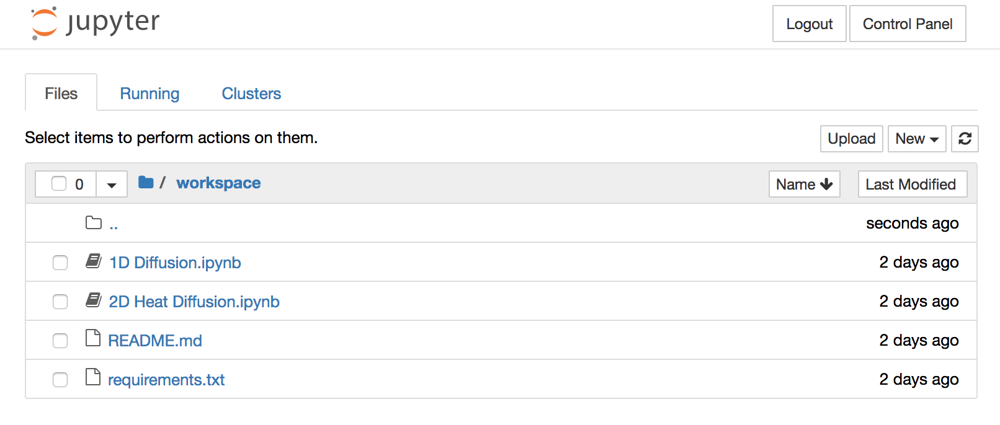 jupyter
Logout Control Panel
Files Running Clusters
Select items to perform actions on them.
Upload New
0 / workspace Name Last Modified
.. seconds ago
1D Diffusion.ipynb 2 days ago
2D Heat Diffusion.ipynb 2 days ago
README.md 2 days ago
requirements.txt 2 days ago